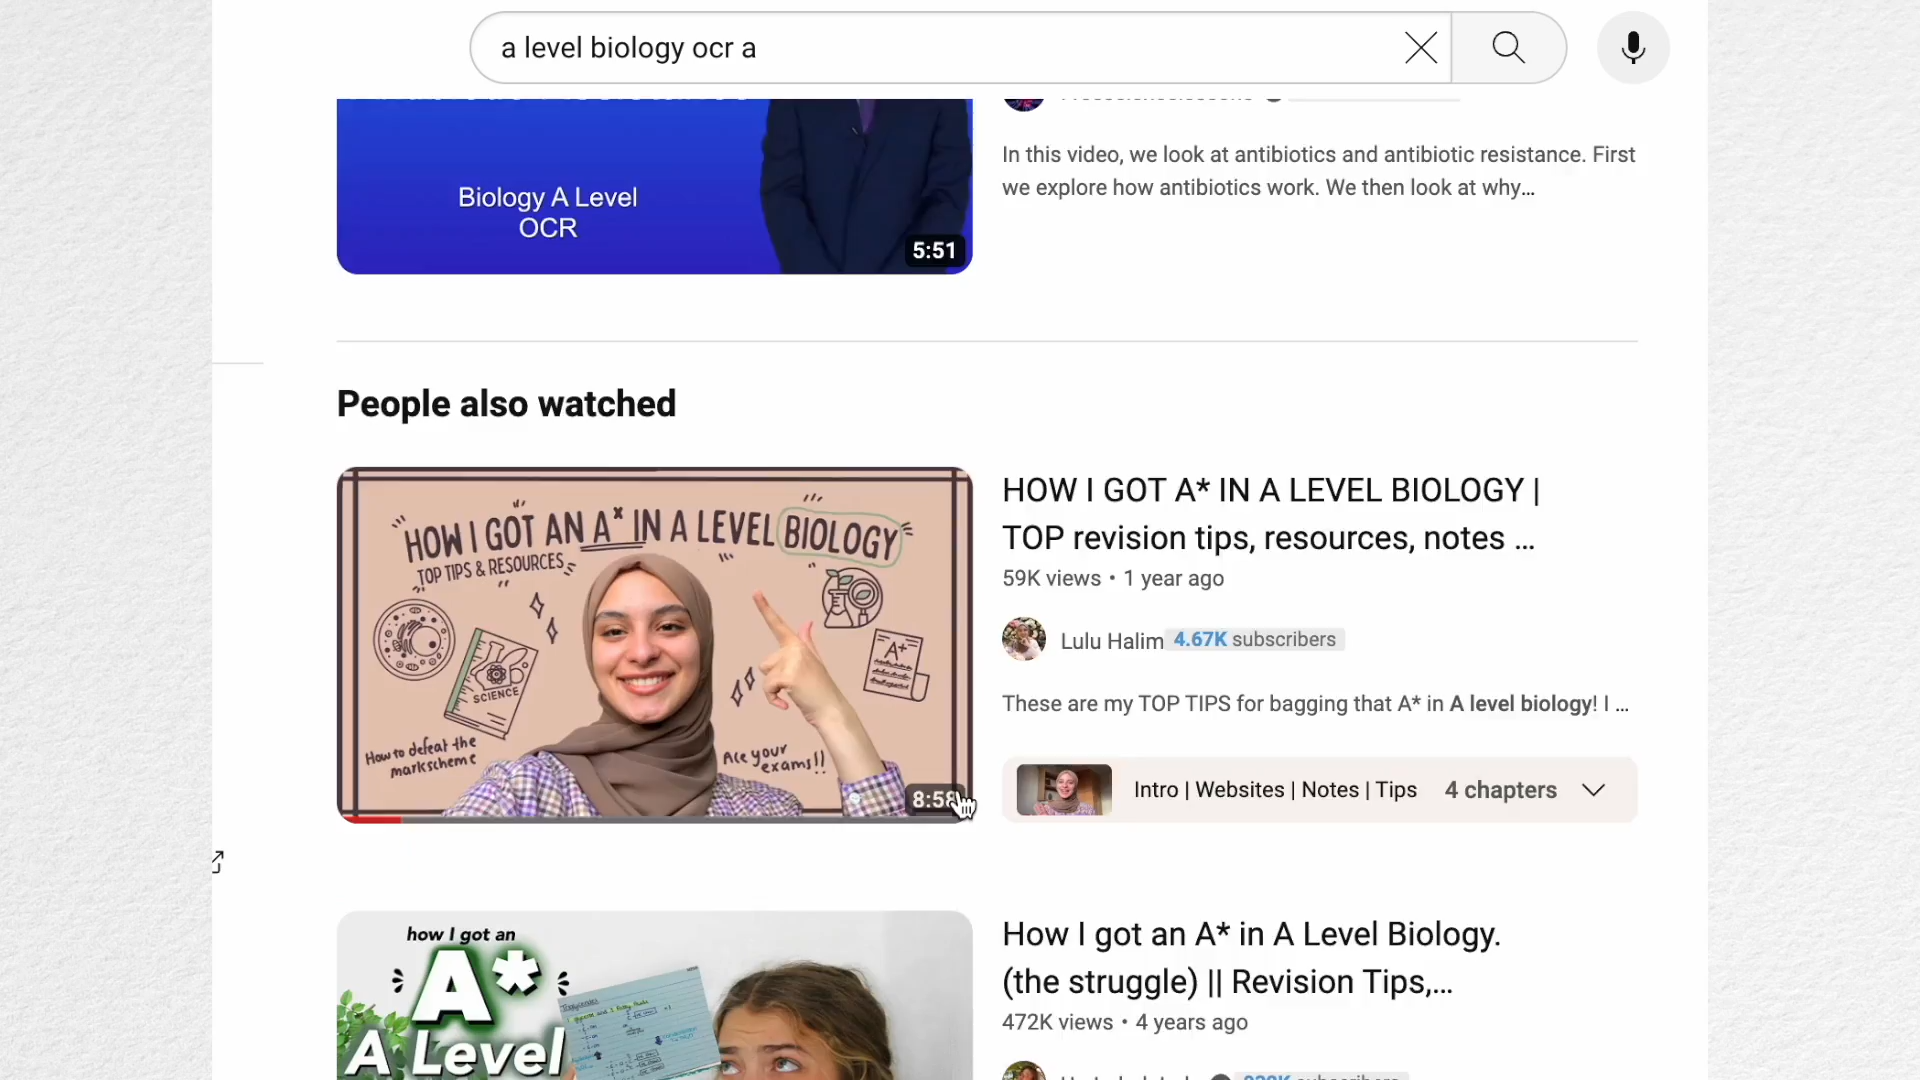 a level biology ocr a
Biology A Level
OCR
5:51
In this video, we look at antibiotics and antibiotic resistance. First
we explore how antibiotics work. We then look at why...
People also watched
HOW I GOT AN A* IN A LEVEL BIOLOGY
TOP TIPS & RESOURCES
SCIENCE
A+
How to defeat the
markscheme
Ace your
exams!!
8:58
HOW I GOT A* IN A LEVEL BIOLOGY |
TOP revision tips, resources, notes ...
59K views • 1 year ago
Lulu Halim 4.67K subscribers
These are my TOP TIPS for bagging that A* in A level biology! I ...
Intro | Websites | Notes | Tips 4 chapters
how I got an
A*
A Level
How I got an A* in A Level Biology.
(the struggle) || Revision Tips,...
472K views • 4 years ago